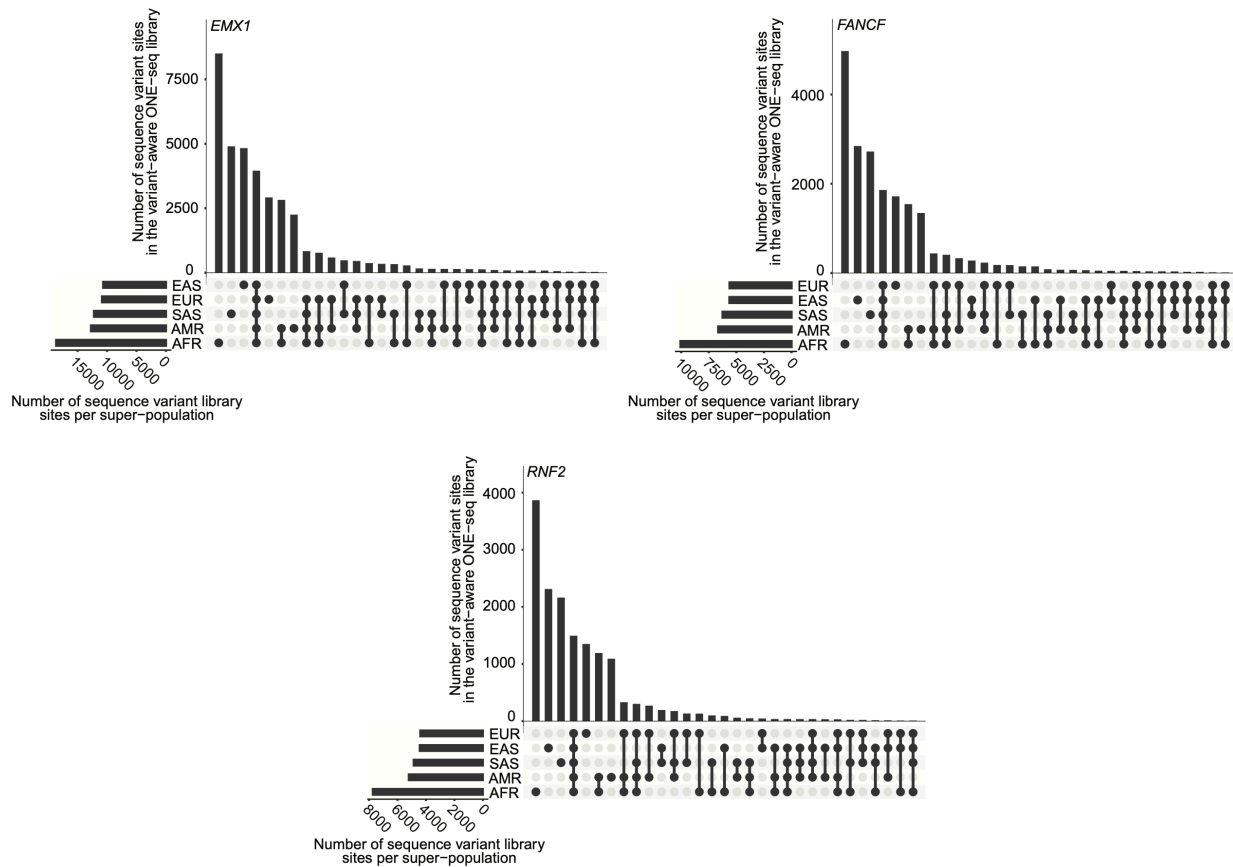 EMX1
Number of sequence variant sites
in the variant−aware ONE−seq library
7500
5000
2500
0
EAS
EUR
SAS
AMR
AFR
15000
10000
5000
0
Number of sequence variant library
sites per super−population
FANCF
Number of sequence variant sites
in the variant−aware ONE−seq library
4000
2000
0
EUR
EAS
SAS
AMR
AFR
10000
7500
5000
2500
0
Number of sequence variant library
sites per super−population
RNF2
Number of sequence variant sites
in the variant−aware ONE−seq library
4000
3000
2000
1000
0
EUR
EAS
SAS
AMR
AFR
8000
6000
4000
2000
0
Number of sequence variant library
sites per super−population